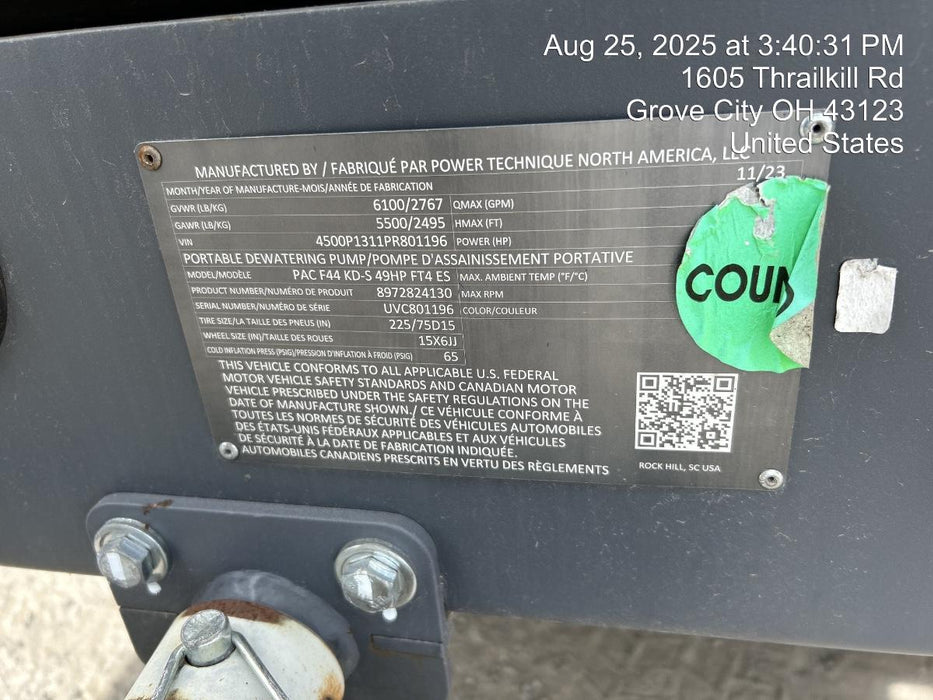 Aug 25, 2025 at 3:40:31 PM
1605 Thrailkill Rd
Grove City OH 43123
United States
MANUFACTURED BY / FABRIQUÉ PAR POWER TECHNIQUE NORTH AMERICA, LLC
MONTH/YEAR OF MANUFACTURE-MOIS/ANNÉE DE FABRICATION 11/23
GVWR (LB/KG) 6100/2767 QMAX (GPM)
GAWR (LB/KG) 5500/2495 HMAX (FT)
VIN 4500P1311PR801196 POWER (HP)
PORTABLE DEWATERING PUMP/POMPE D'ASSAINISSEMENT PORTATIVE
MODEL/MODÈLE PAC F44 KD-S 49HP FT4 ES MAX. AMBIENT TEMP (°F/°C)
PRODUCT NUMBER/NUMÉRO DE PRODUIT 8972824130 MAX RPM
SERIAL NUMBER/NUMÉRO DE SÉRIE UVC801196 COLOR/COULEUR
TIRE SIZE/LA TAILLE DES PNEUS (IN) 225/75D15
WHEEL SIZE (IN)/TAILLE DES ROUES 15X6JJ
COLD INFLATION PRESS (PSIG)/PRESSION D'INFLATION À FROID (PSIG) 65
THIS VEHICLE CONFORMS TO ALL APPLICABLE U.S. FEDERAL
MOTOR VEHICLE SAFETY STANDARDS AND CANADIAN MOTOR
VEHICLE PRESCRIBED UNDER THE SAFETY REGULATIONS ON THE
DATE OF MANUFACTURE SHOWN./ CE VÉHICULE CONFORME À
TOUTES LES NORMES DE SÉCURITÉ DES VÉHICULES AUTOMOBILES
DES ÉTATS-UNIS FÉDÉRAUX APPLICABLES ET AUX VÉHICULES
DE SÉCURITÉ À LA DATE DE FABRICATION INDIQUÉE.
AUTOMOBILES CANADIENS PRESCRITS EN VERTU DES RÈGLEMENTS
ROCK HILL, SC USA